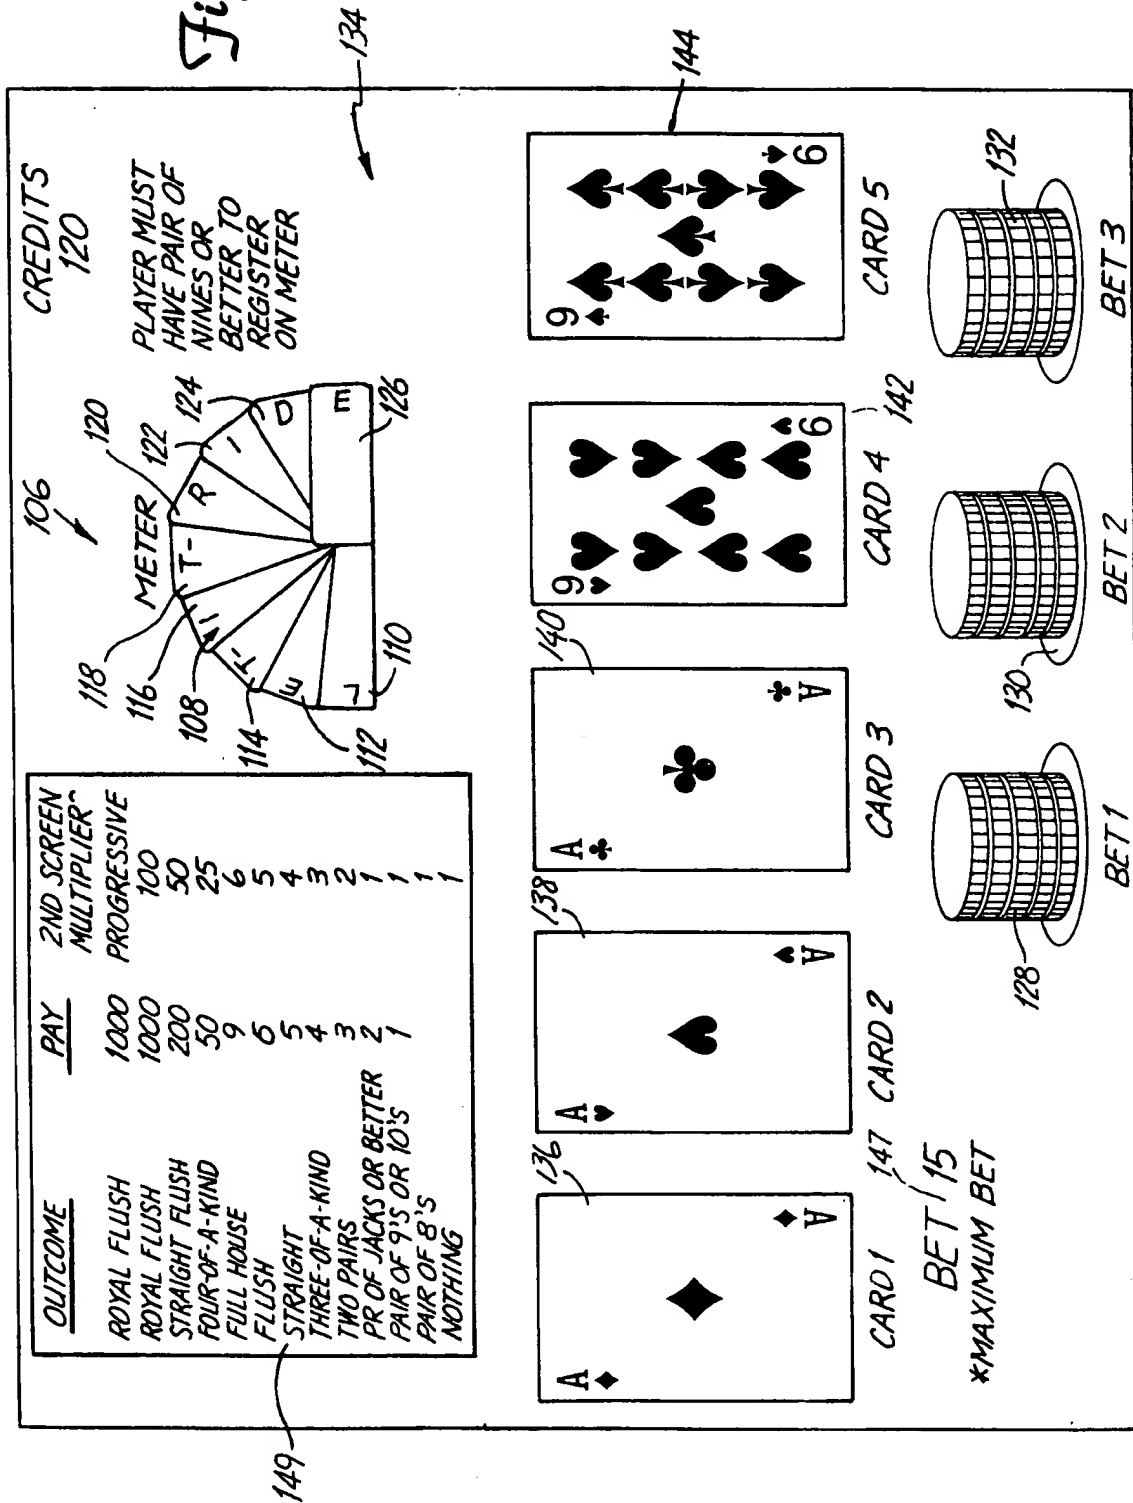 Fi
OUTCOME PAY 2ND SCREEN MULTIPLIER
ROYAL FLUSH 1000 PROGRESSIVE
ROYAL FLUSH 1000 100
STRAIGHT FLUSH 200 50
FOUR-OF-A-KIND 50 25
FULL HOUSE 9 6
FLUSH 6 5
STRAIGHT 5 4
THREE-OF-A-KIND 4 3
TWO PAIRS 3 2
PR OF JACKS OR BETTER 2 1
PAIR OF 9'S OR 10'S 1 1
PAIR OF 8'S 1
NOTHING 1
149
106
METER
118
116
108
114
112
110
120
122
124
126
L E T I T R I D E
CREDITS
120
PLAYER MUST
HAVE PAIR OF
NINES OR
BETTER TO
REGISTER
ON METER
134
136
138
140
142
144
A A
A A
A A
9 9
9 9
CARD 1 CARD 2 CARD 3 CARD 4 CARD 5
147
BET 15
*MAXIMUM BET
128
130
132
BET 1 BET 2 BET 3